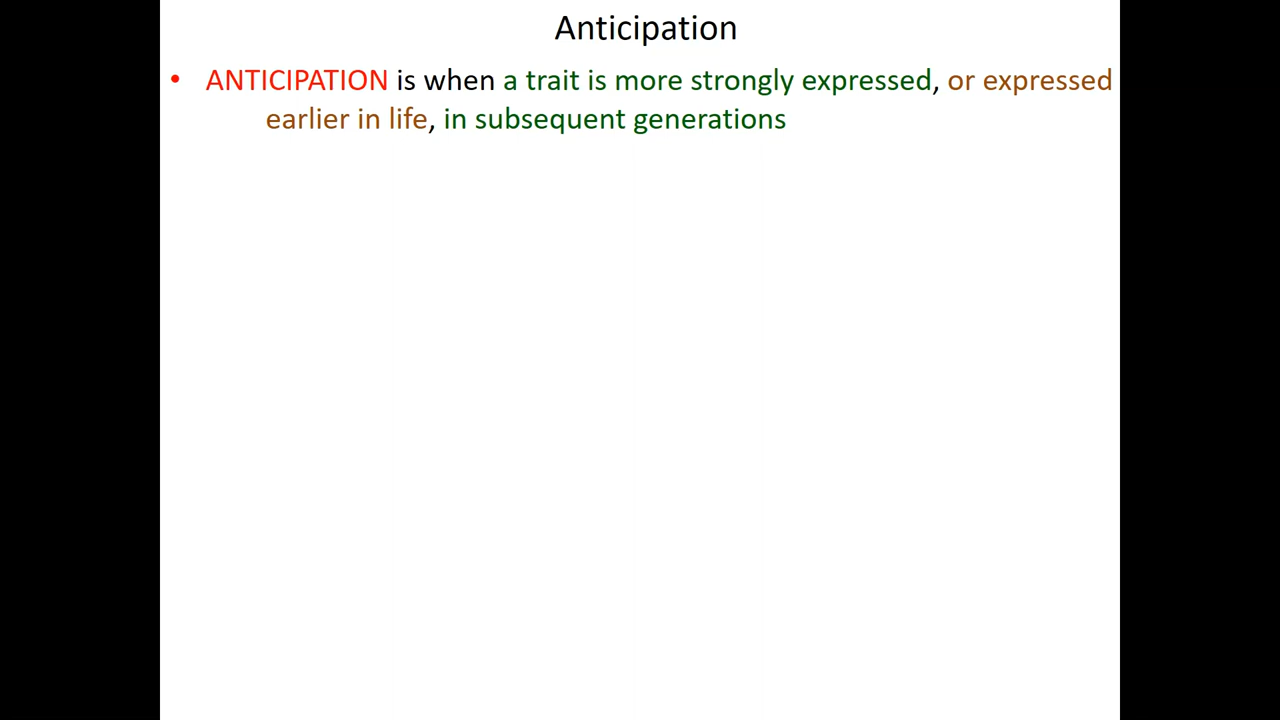 Anticipation
• ANTICIPATION is when a trait is more strongly expressed, or expressed
earlier in life, in subsequent generations